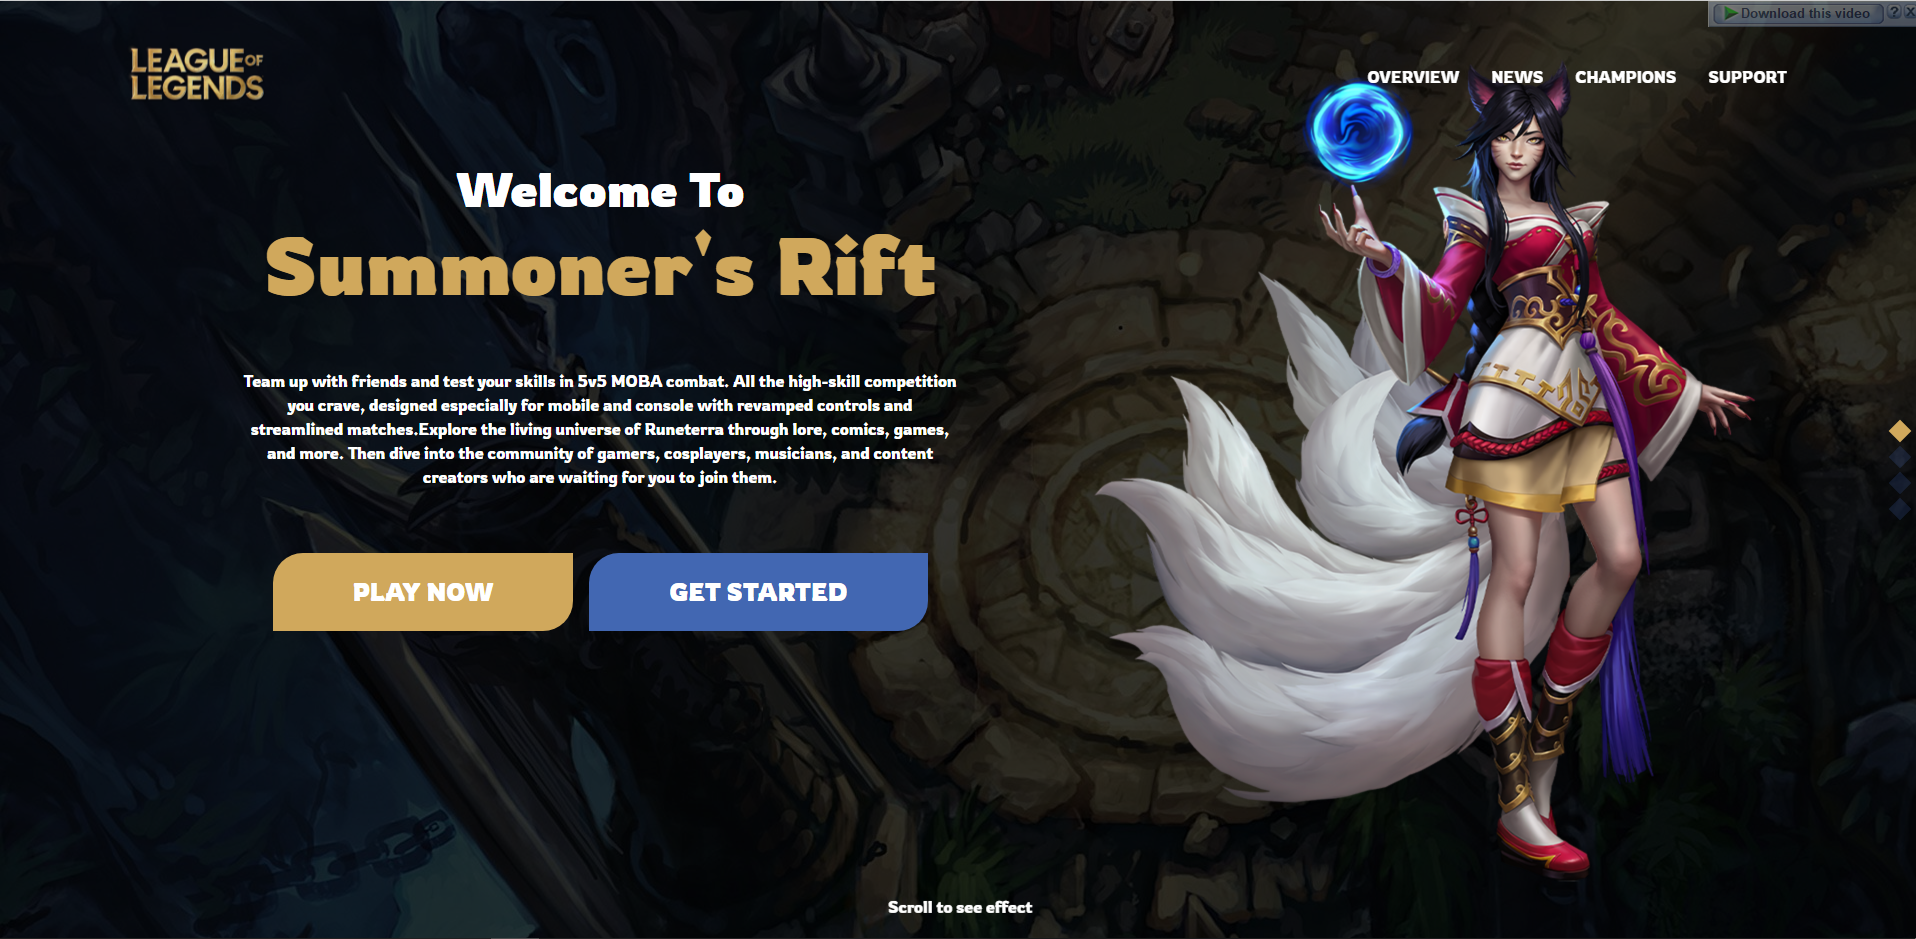 Download this video ? X
LEAGUE OF
LEGENDS
OVERVIEW NEWS CHAMPIONS SUPPORT
Welcome To
Summoner's Rift
Team up with friends and test your skills in 5v5 MOBA combat. All the high-skill competition
you crave, designed especially for mobile and console with revamped controls and
streamlined matches.Explore the living universe of Runeterra through lore, comics, games,
and more. Then dive into the community of gamers, cosplayers, musicians, and content
creators who are waiting for you to join them.
PLAY NOW GET STARTED
Scroll to see effect